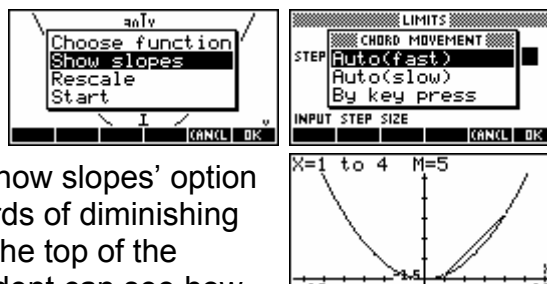 Choose function
Show slopes
Rescale
Start
CANCL OK
LIMITS
CHORD MOVEMENT
STEP
Auto(fast)
Auto(slow)
By key press
INPUT STEP SIZE
CANCL OK
how slopes’ option
rds of diminishing
he top of the
dent can see how
X=1 to 4 M=5